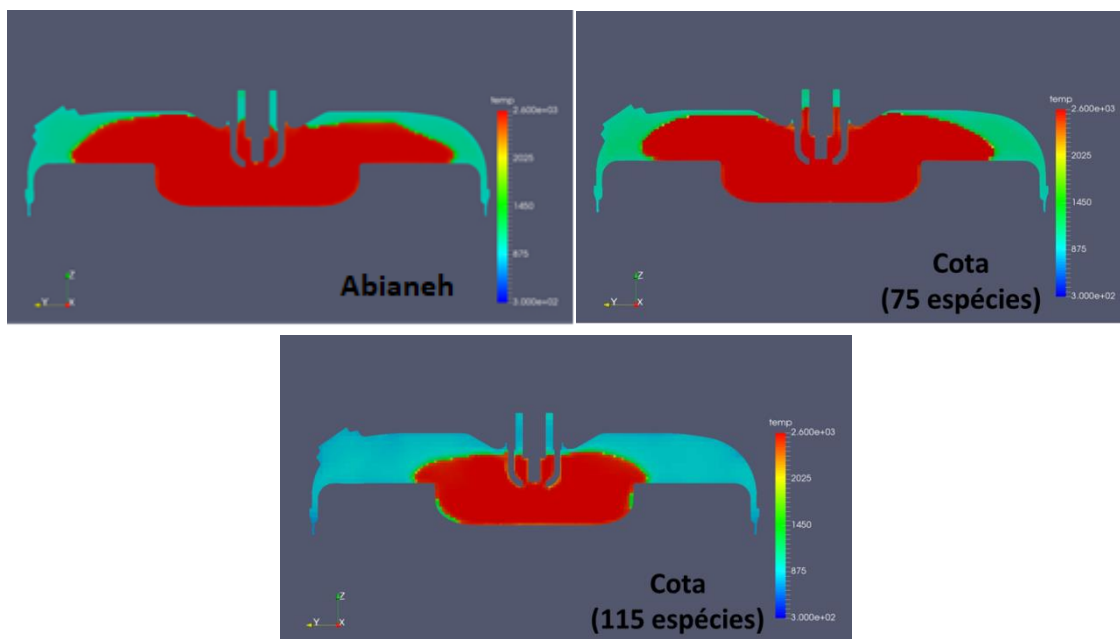 temp
2.600e+03
2025
1450
875
3.000e+02
Z
Y
X
Abianeh
temp
2.600e+03
2025
1450
875
3.000e+02
Z
Y
X
Cota
(75 espécies)
temp
2.600e+03
2025
1450
875
3.000e+02
Z
Y
X
Cota
(115 espécies)